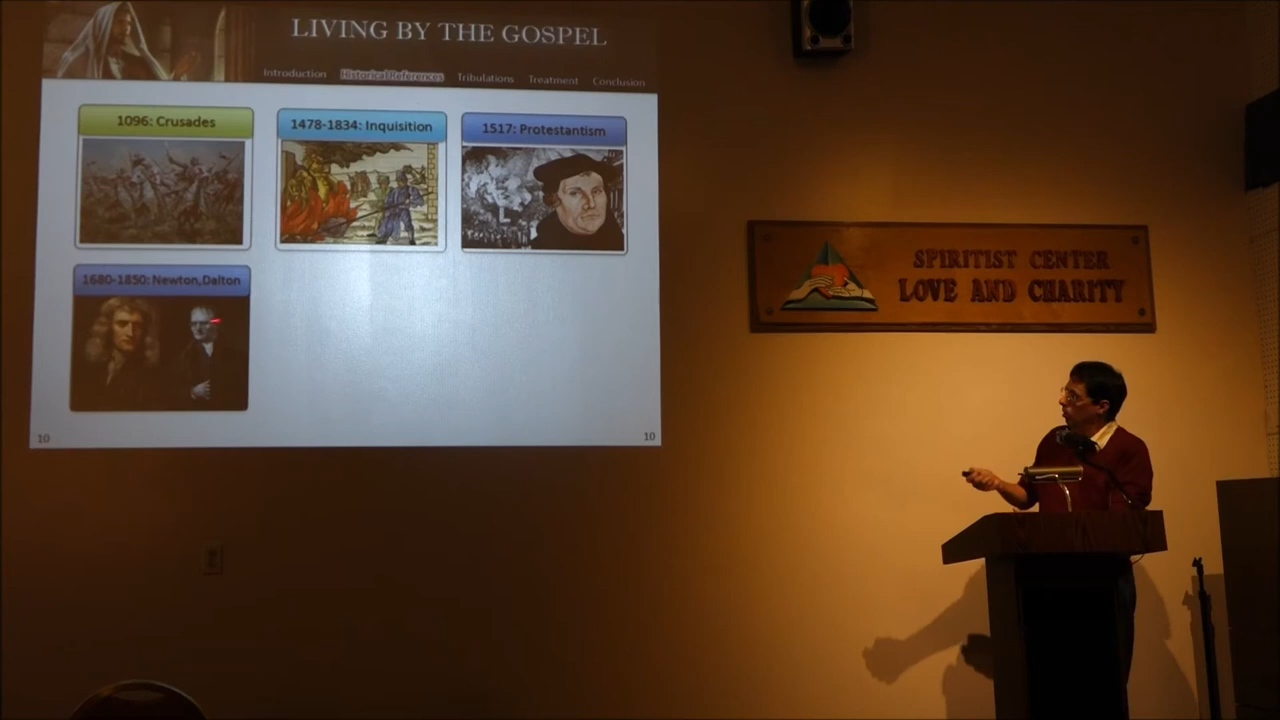 LIVING BY THE GOSPEL
Introduction Historical References Tribulations Treatment Conclusion
1096: Crusades
1478-1834: Inquisition
1517: Protestantism
1680-1850: Newton,Dalton
10
10
SPIRITIST CENTER
LOVE AND CHARITY